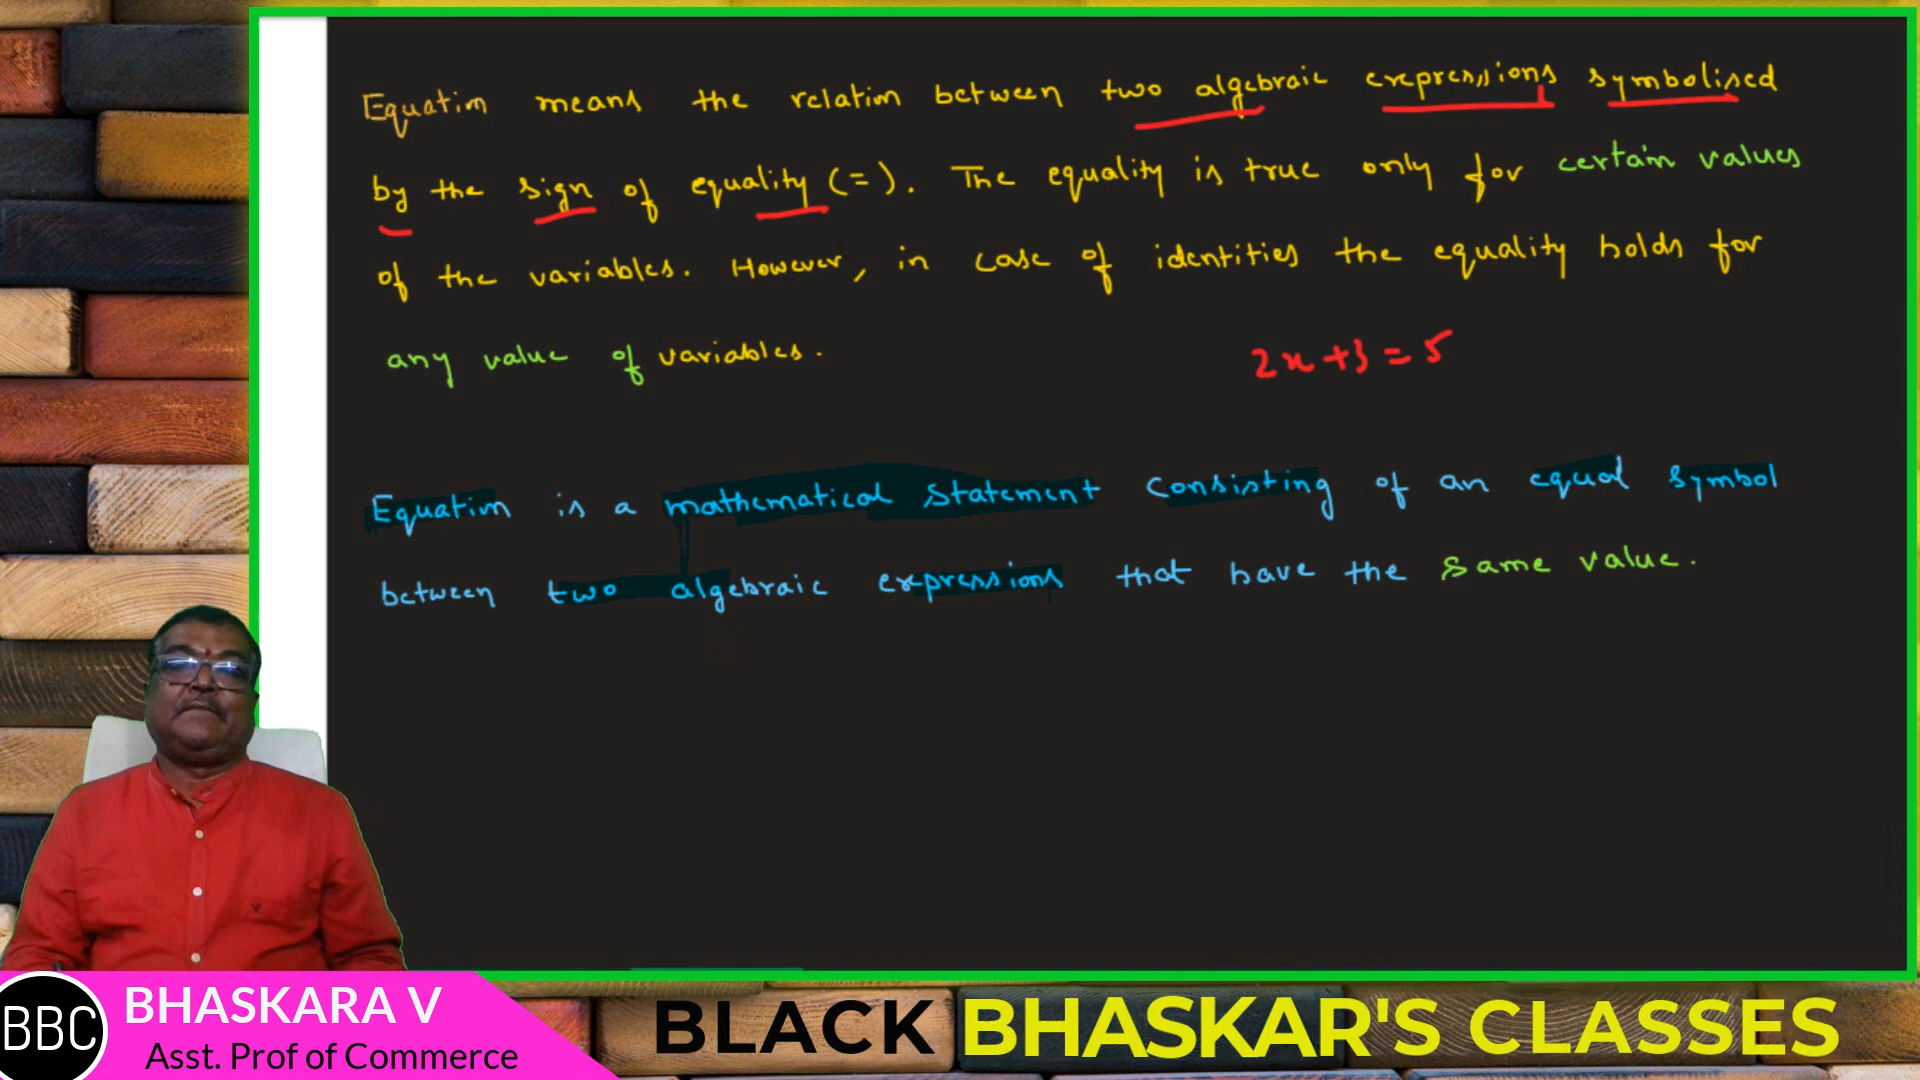 Equation means the relation between two algebraic expressions symbolised
by the sign of equality (=). The equality is true only for certain values
of the variables. However, in case of identities the equality holds for
any value of variables.
2x+3=5
Equation is a mathematical statement consisting of an equal symbol
between two algebraic expressions that have the same value.
BBC
BHASKARA V
Asst. Prof of Commerce
BLACK BHASKAR'S CLASSES